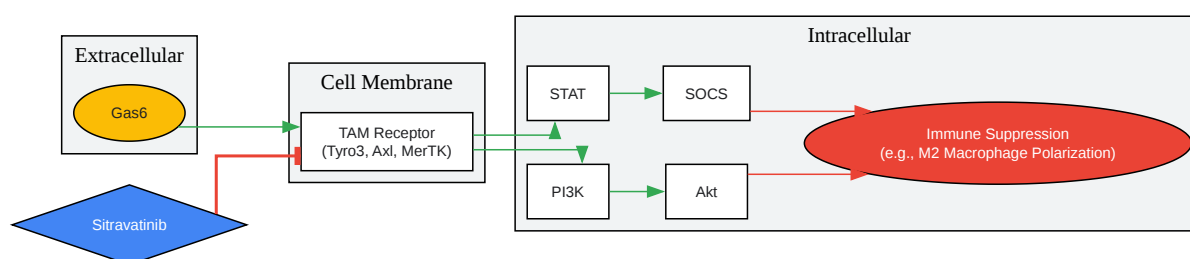 Extracellular
Gas6
Sitravatinib
Cell Membrane
TAM Receptor
(Tyro3, Axl, MerTK)
Intracellular
STAT
SOCS
PI3K
Akt
Immune Suppression
(e.g., M2 Macrophage Polarization)